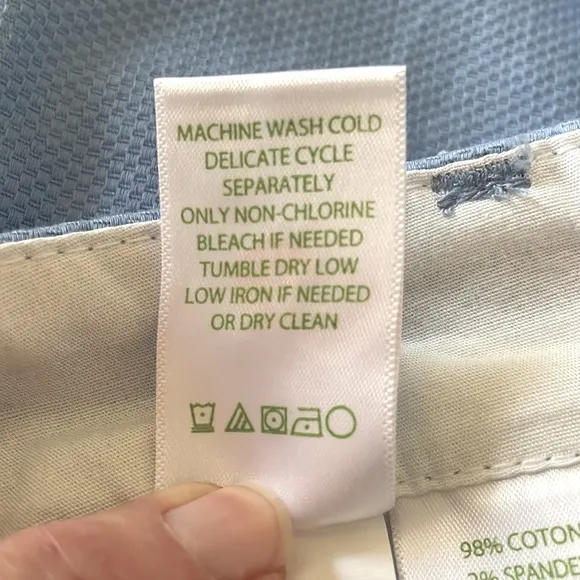 MACHINE WASH COLD
DELICATE CYCLE
SEPARATELY
ONLY NON-CHLORINE
BLEACH IF NEEDED
TUMBLE DRY LOW
LOW IRON IF NEEDED
OR DRY CLEAN
98% COTON